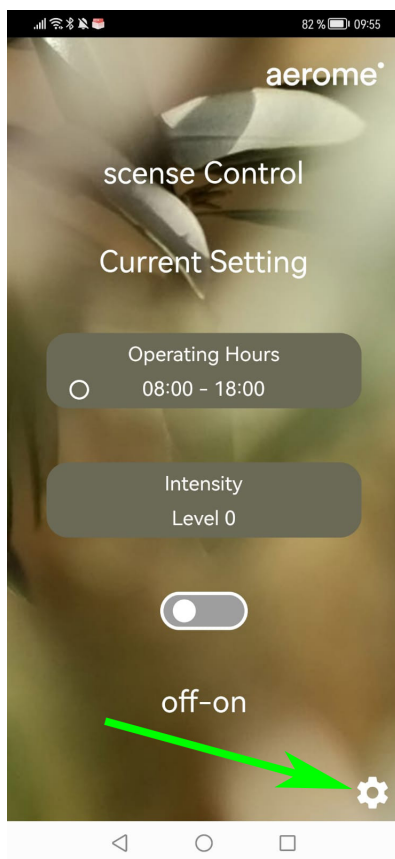 82 % 09:55
aerome
scense Control
Current Setting
Operating Hours
08:00 - 18:00
Intensity
Level 0
off-on